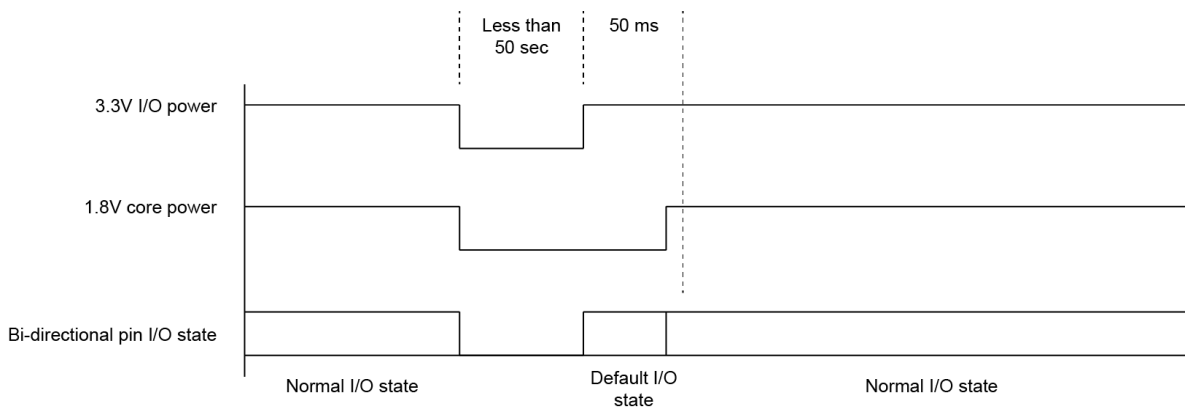 Less than
50 sec
50 ms
3.3V I/O power
1.8V core power
Bi-directional pin I/O state
Normal I/O state
Default I/O
state
Normal I/O state